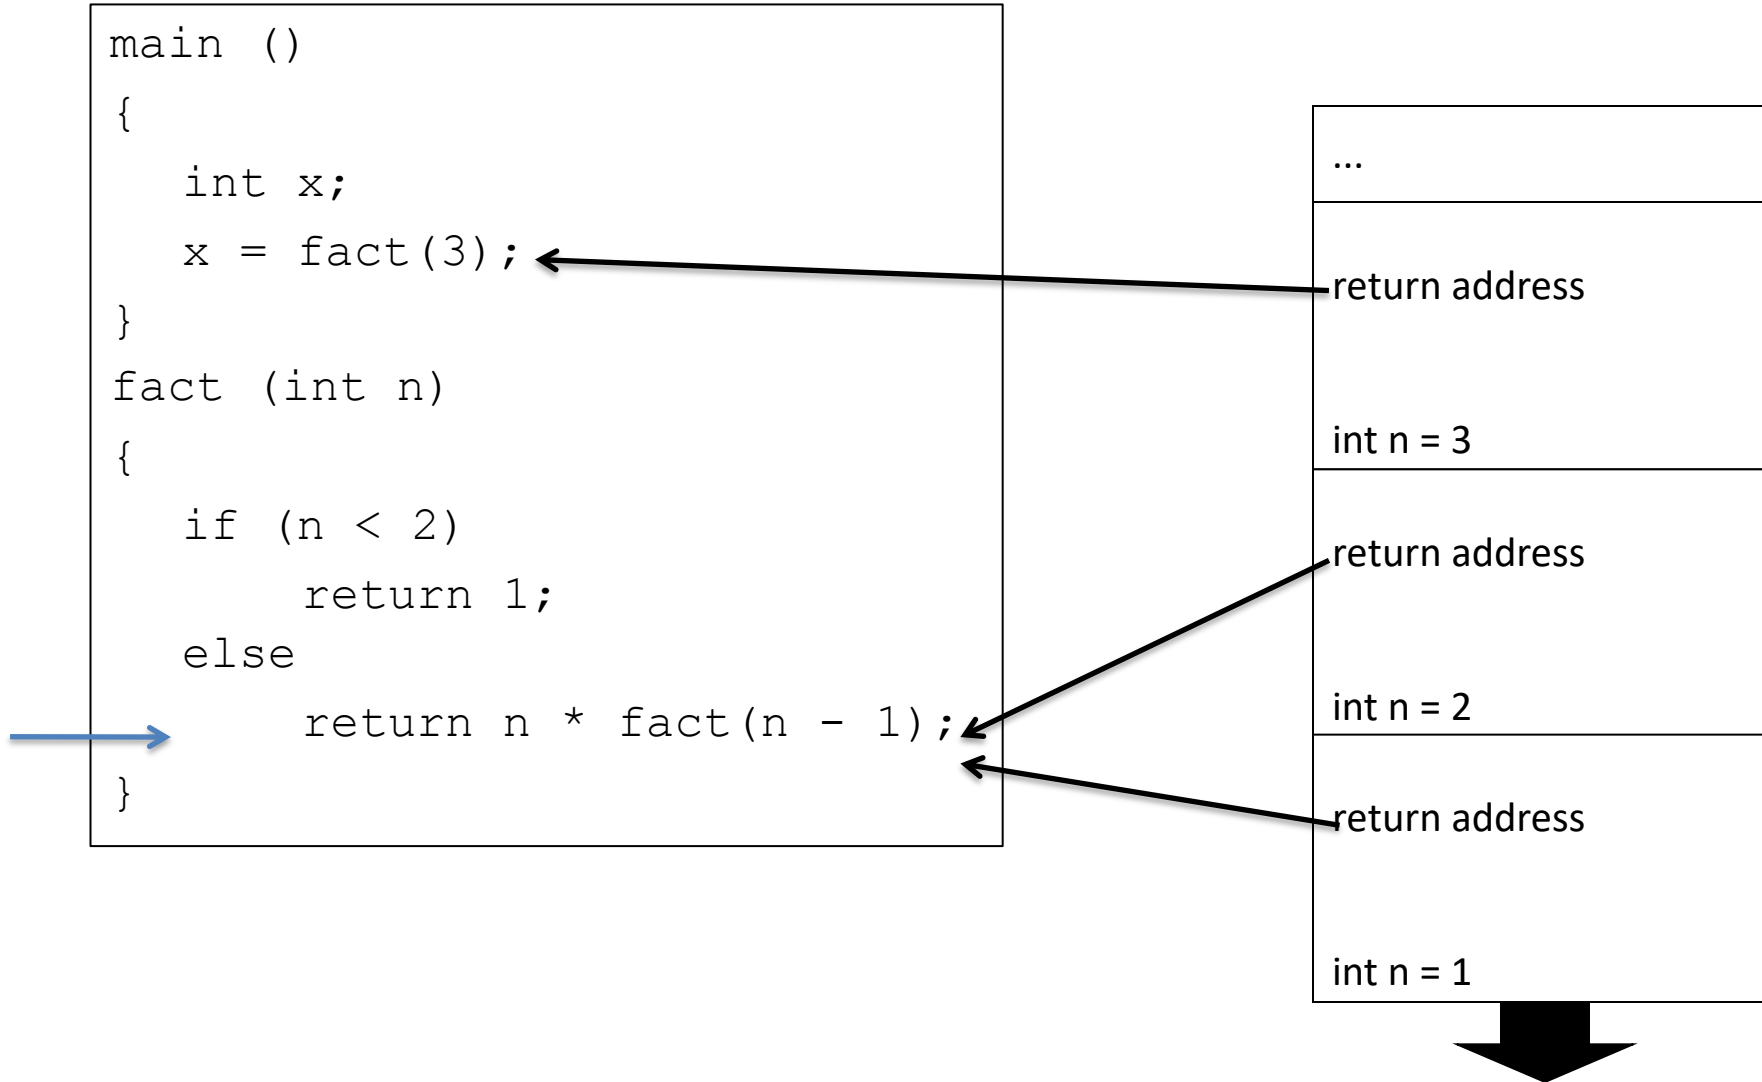 main ()
{
int x;
x = fact(3);
}
fact (int n)
{
if (n < 2)
return 1;
else
return n * fact(n - 1);
}
...
return address
int n = 3
return address
int n = 2
return address
int n = 1